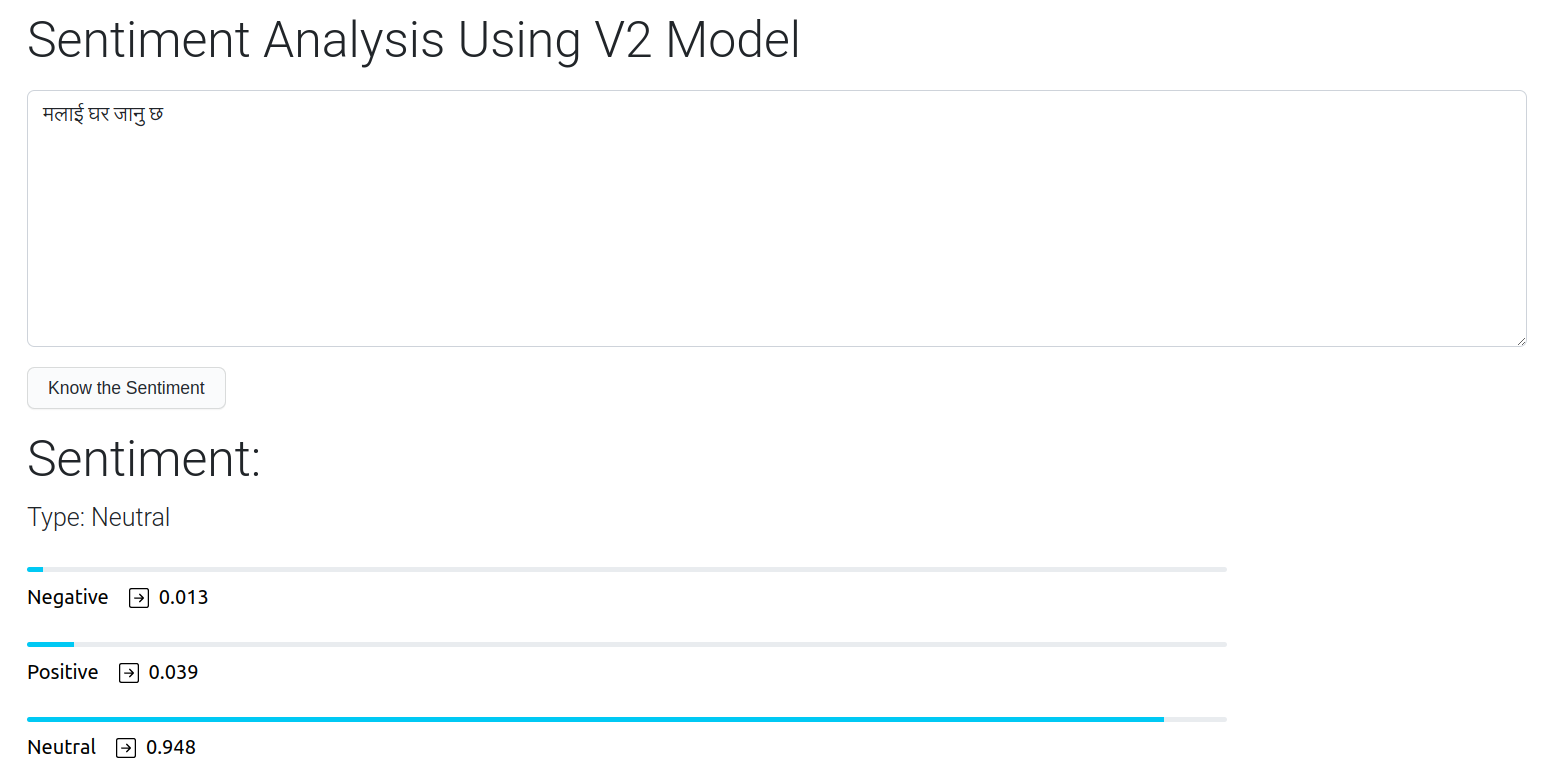 Sentiment Analysis Using V2 Model
मलाई घर जानु छ
Know the Sentiment
Sentiment:
Type: Neutral
Negative 0.013
Positive 0.039
Neutral 0.948